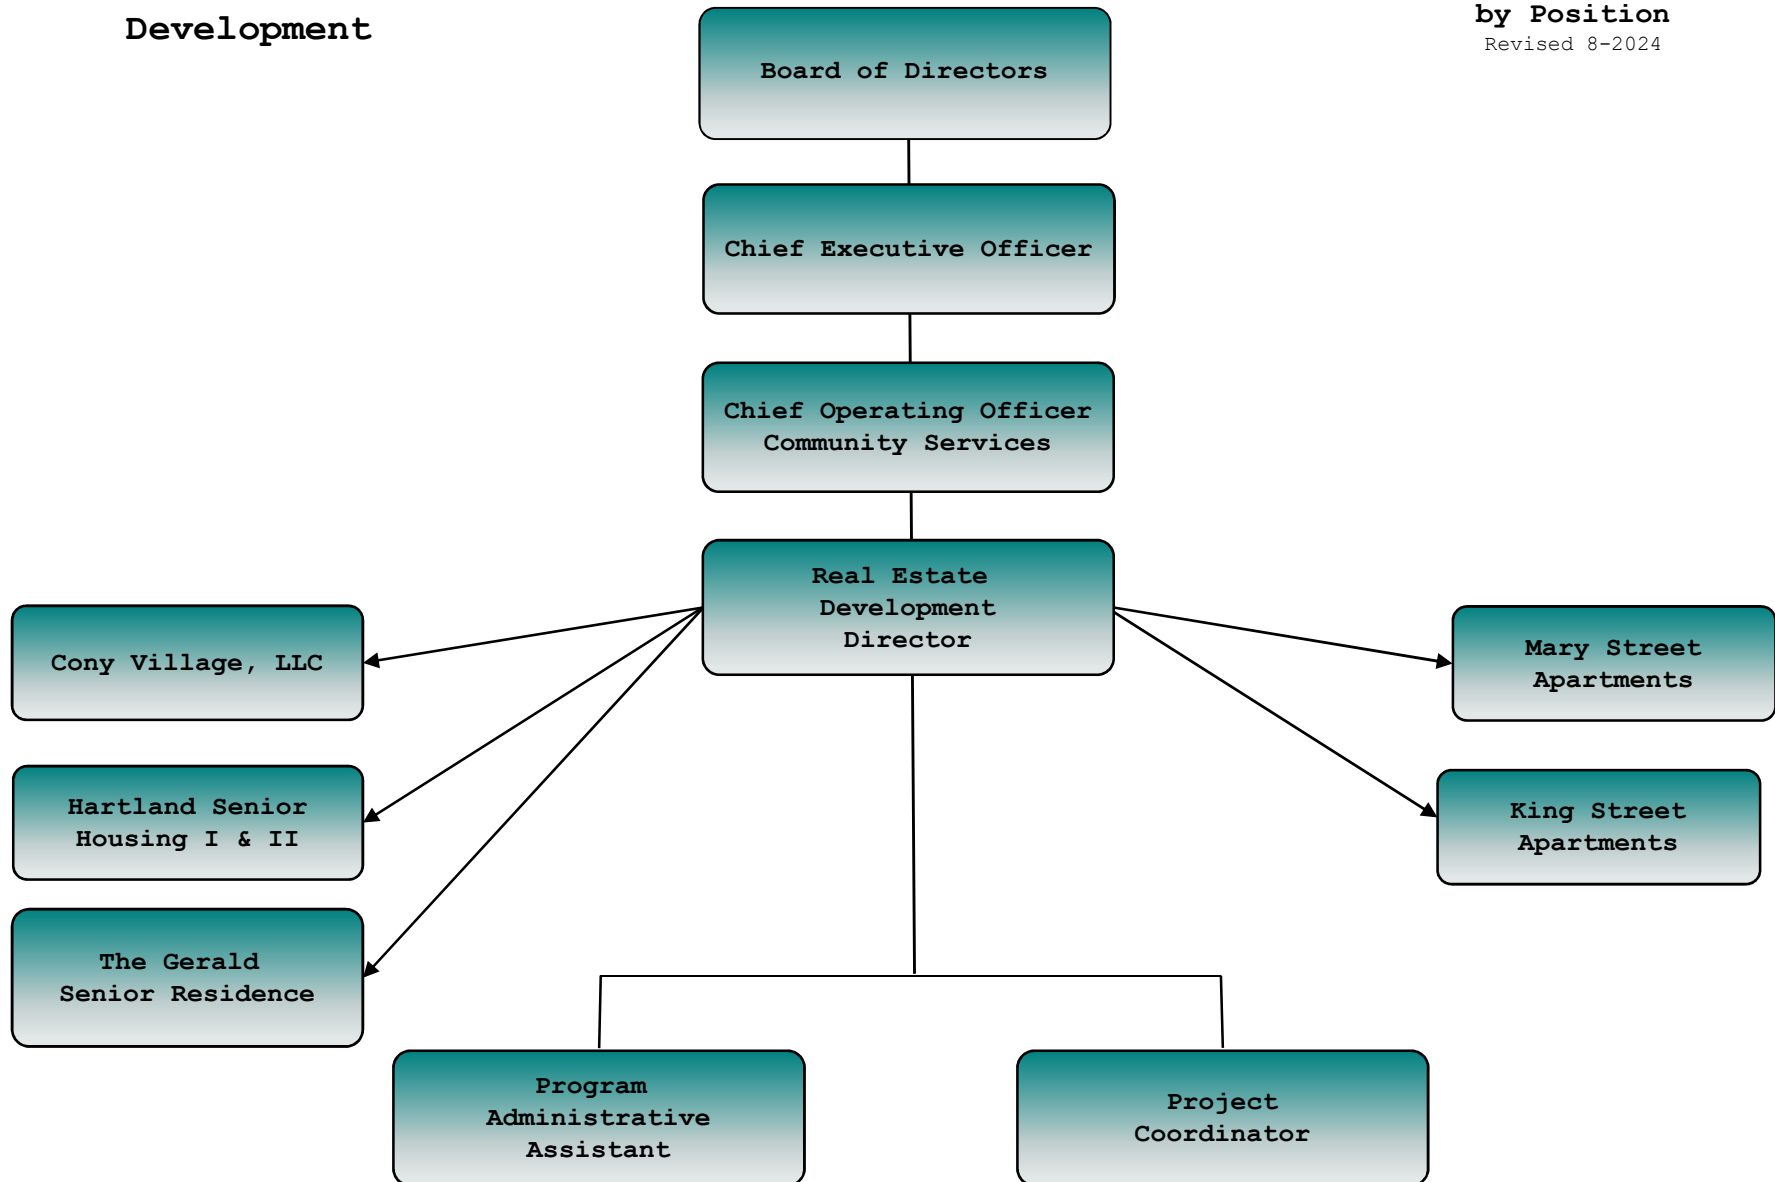 Development
by Position
Revised 8-2024
Board of Directors
Chief Executive Officer
Chief Operating Officer
Community Services
Real Estate
Development
Director
Cony Village, LLC
Hartland Senior
Housing I & II
The Gerald
Senior Residence
Mary Street
Apartments
King Street
Apartments
Program
Administrative
Assistant
Project
Coordinator